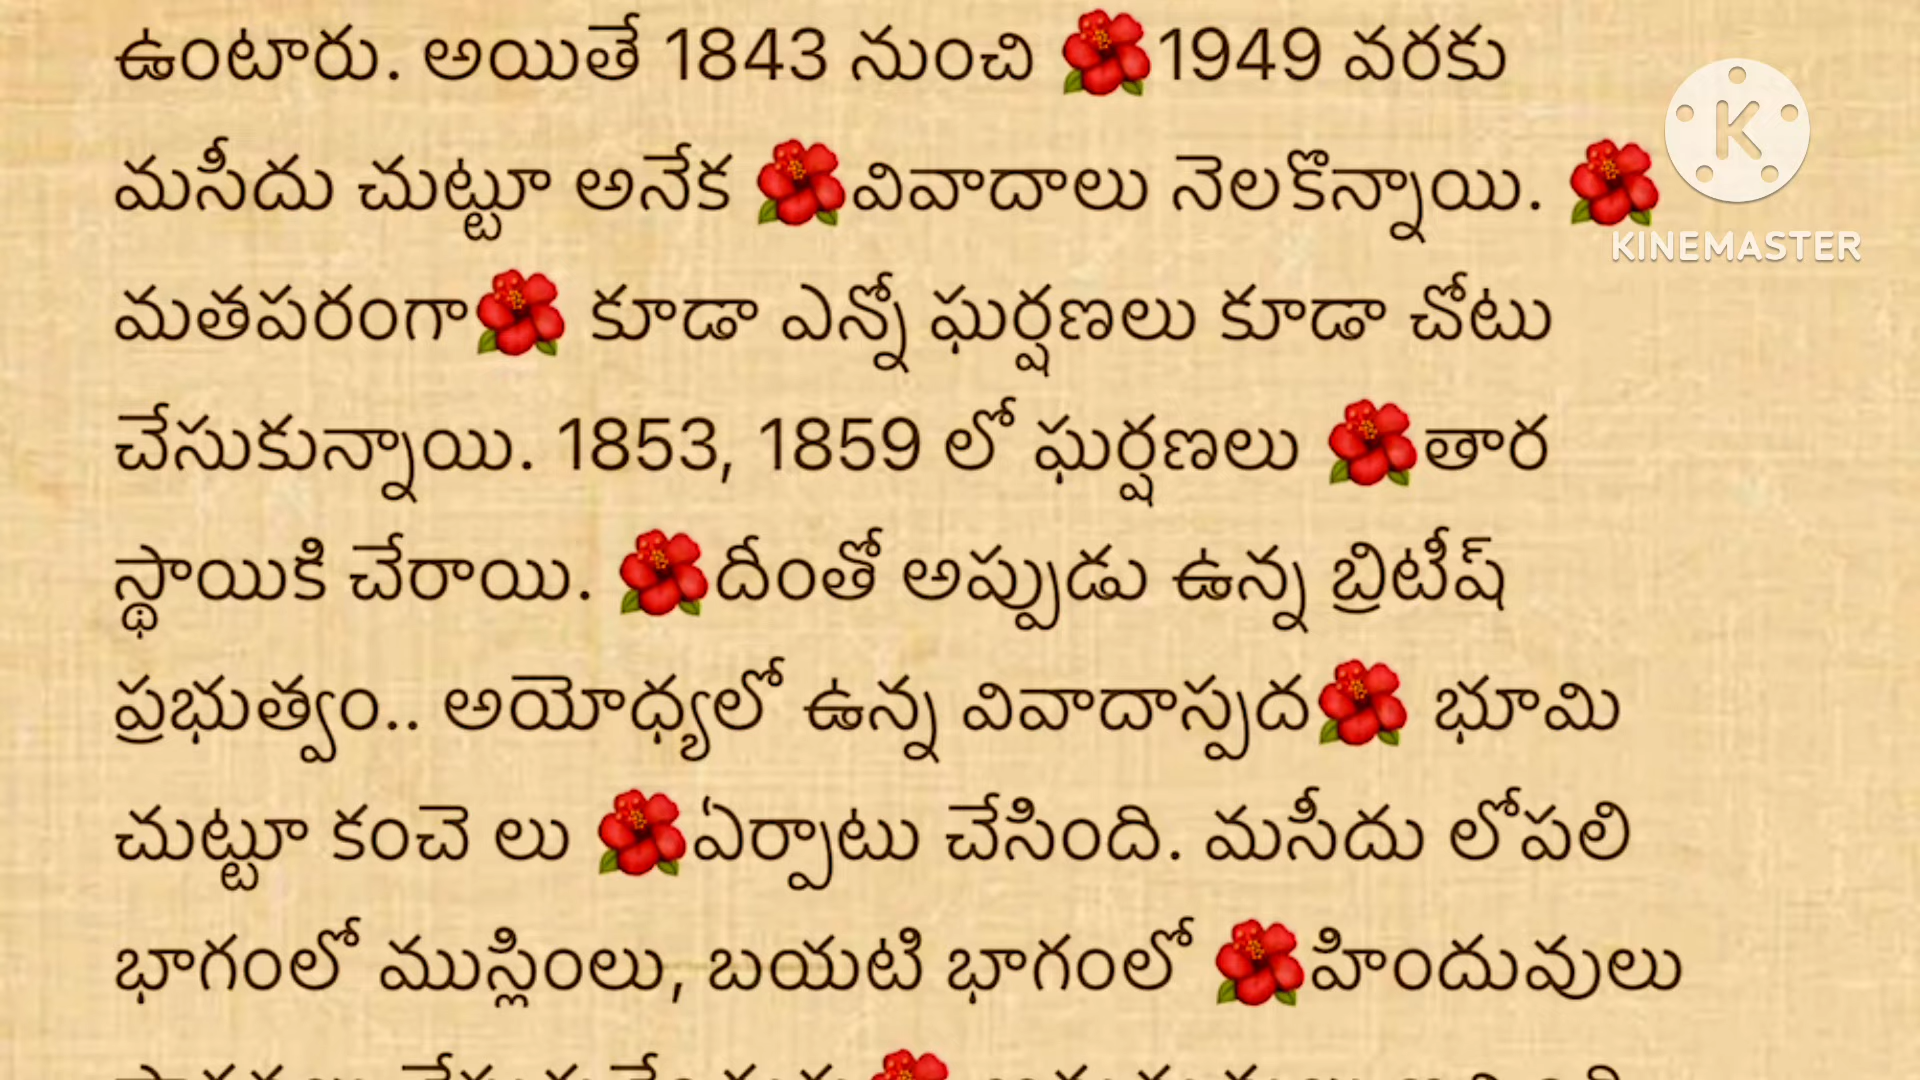 ఉంటారు. అయితే 1843 నుంచి 🌺1949 వరకు
మసీదు చుట్టూ అనేక 🌺వివాదాలు నెలకొన్నాయి. 🌺
మతపరంగా🌺 కూడా ఎన్నో ఘర్షణలు కూడా చోటు
చేసుకున్నాయి. 1853, 1859 లో ఘర్షణలు 🌺తార
స్థాయికి చేరాయి. 🌺దీంతో అప్పుడు ఉన్న బ్రిటీష్
ప్రభుత్వం.. అయోధ్యలో ఉన్న వివాదాస్పద🌺 భూమి
చుట్టూ కంచె లు 🌺ఏర్పాటు చేసింది. మసీదు లోపలి
భాగంలో ముస్లింలు, బయటి భాగంలో 🌺హిందువులు
K
KINEMASTER